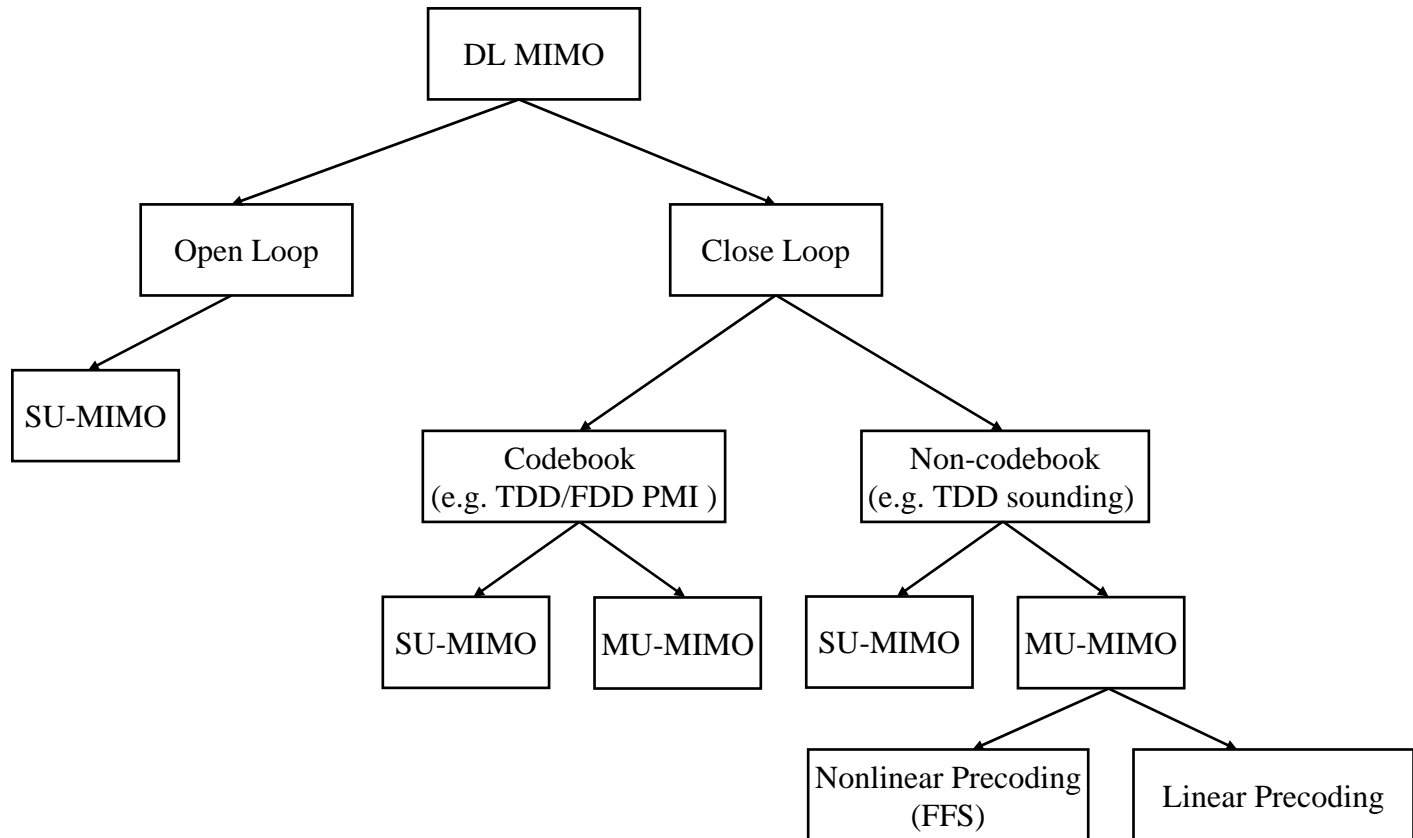 DL MIMO
Open Loop
Close Loop
SU-MIMO
Codebook
(e.g. TDD/FDD PMI )
Non-codebook
(e.g. TDD sounding)
SU-MIMO
MU-MIMO
SU-MIMO
MU-MIMO
Nonlinear Precoding
(FFS)
Linear Precoding